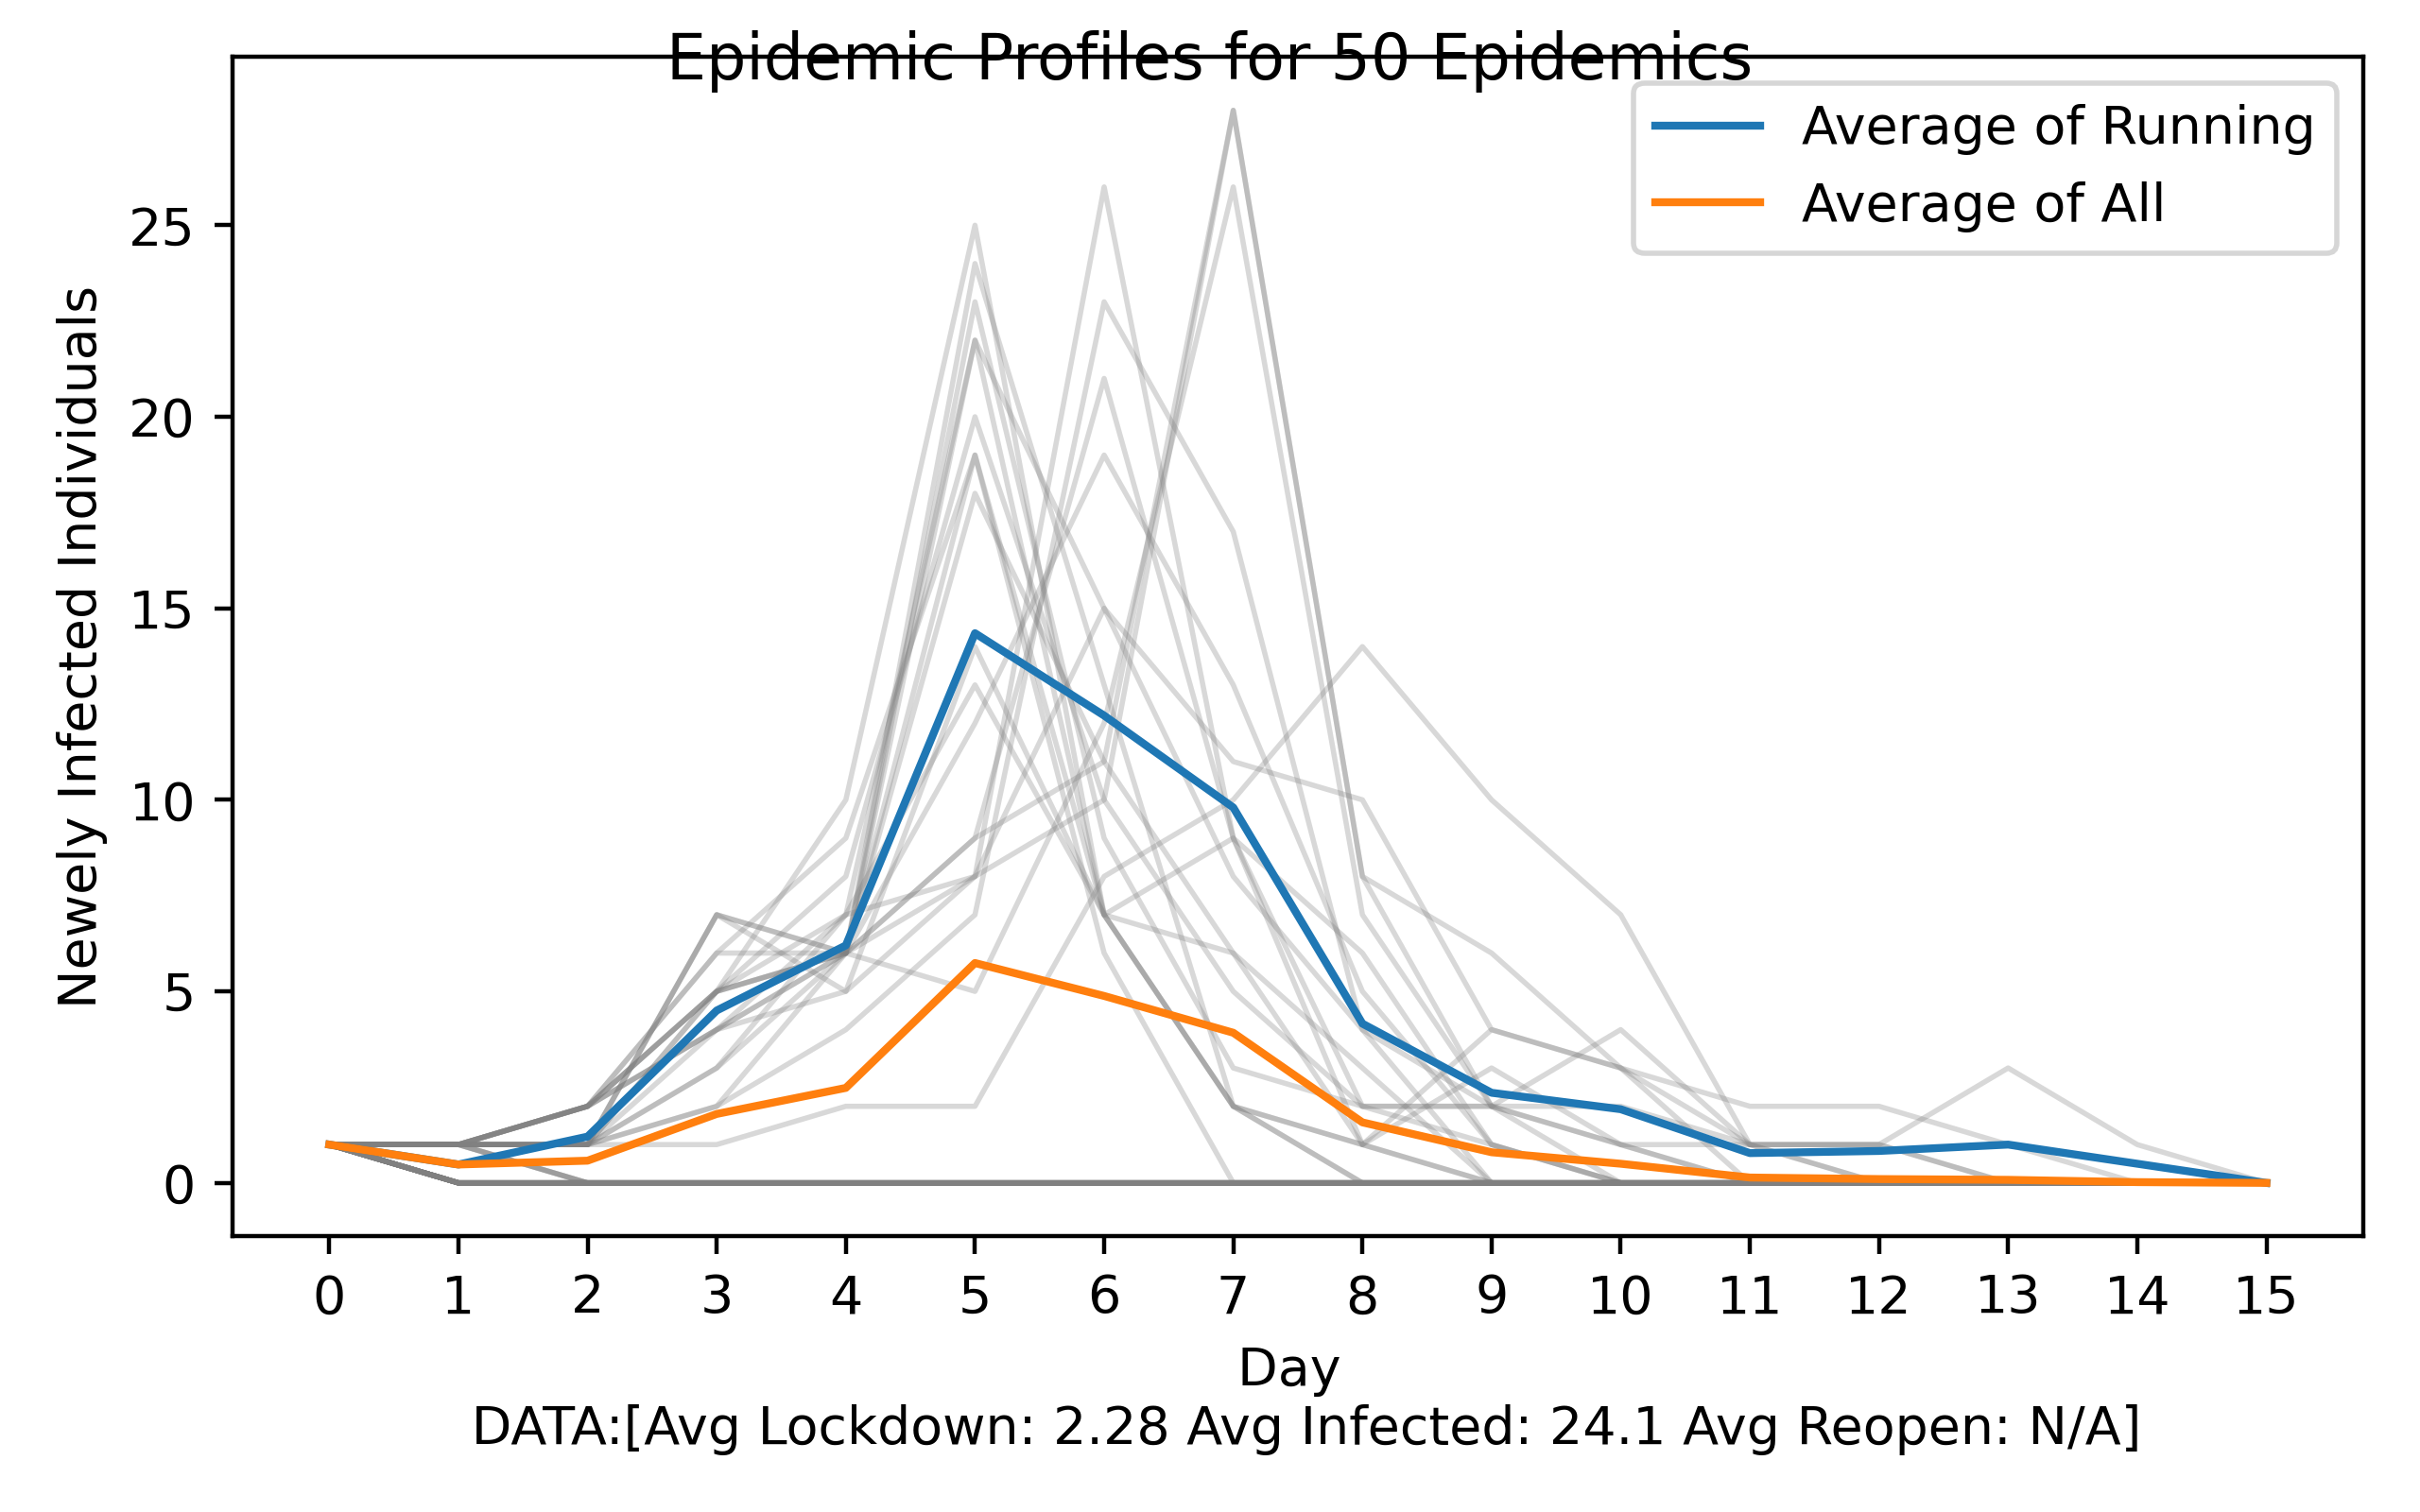 Epidemic Profiles for 50 Epidemics
Average of Running
Average of All
Newely Infected Individuals
25
20
15
10
5
0
0 1 2 3 4 5 6 7 8 9 10 11 12 13 14 15
Day
DATA:[Avg Lockdown: 2.28 Avg Infected: 24.1 Avg Reopen: N/A]